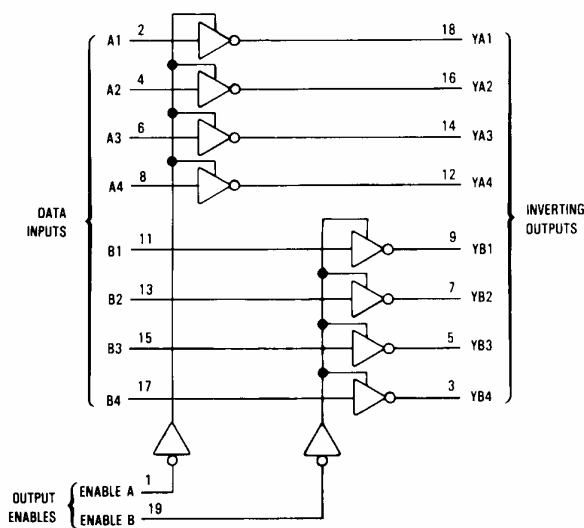 A1 2 18 YA1
A2 4 16 YA2
A3 6 14 YA3
A4 8 12 YA4
DATA
INPUTS
INVERTING
OUTPUTS
B1 11 9 YB1
B2 13 7 YB2
B3 15 5 YB3
B4 17 3 YB4
OUTPUT
ENABLES
ENABLE A 1
ENABLE B 19